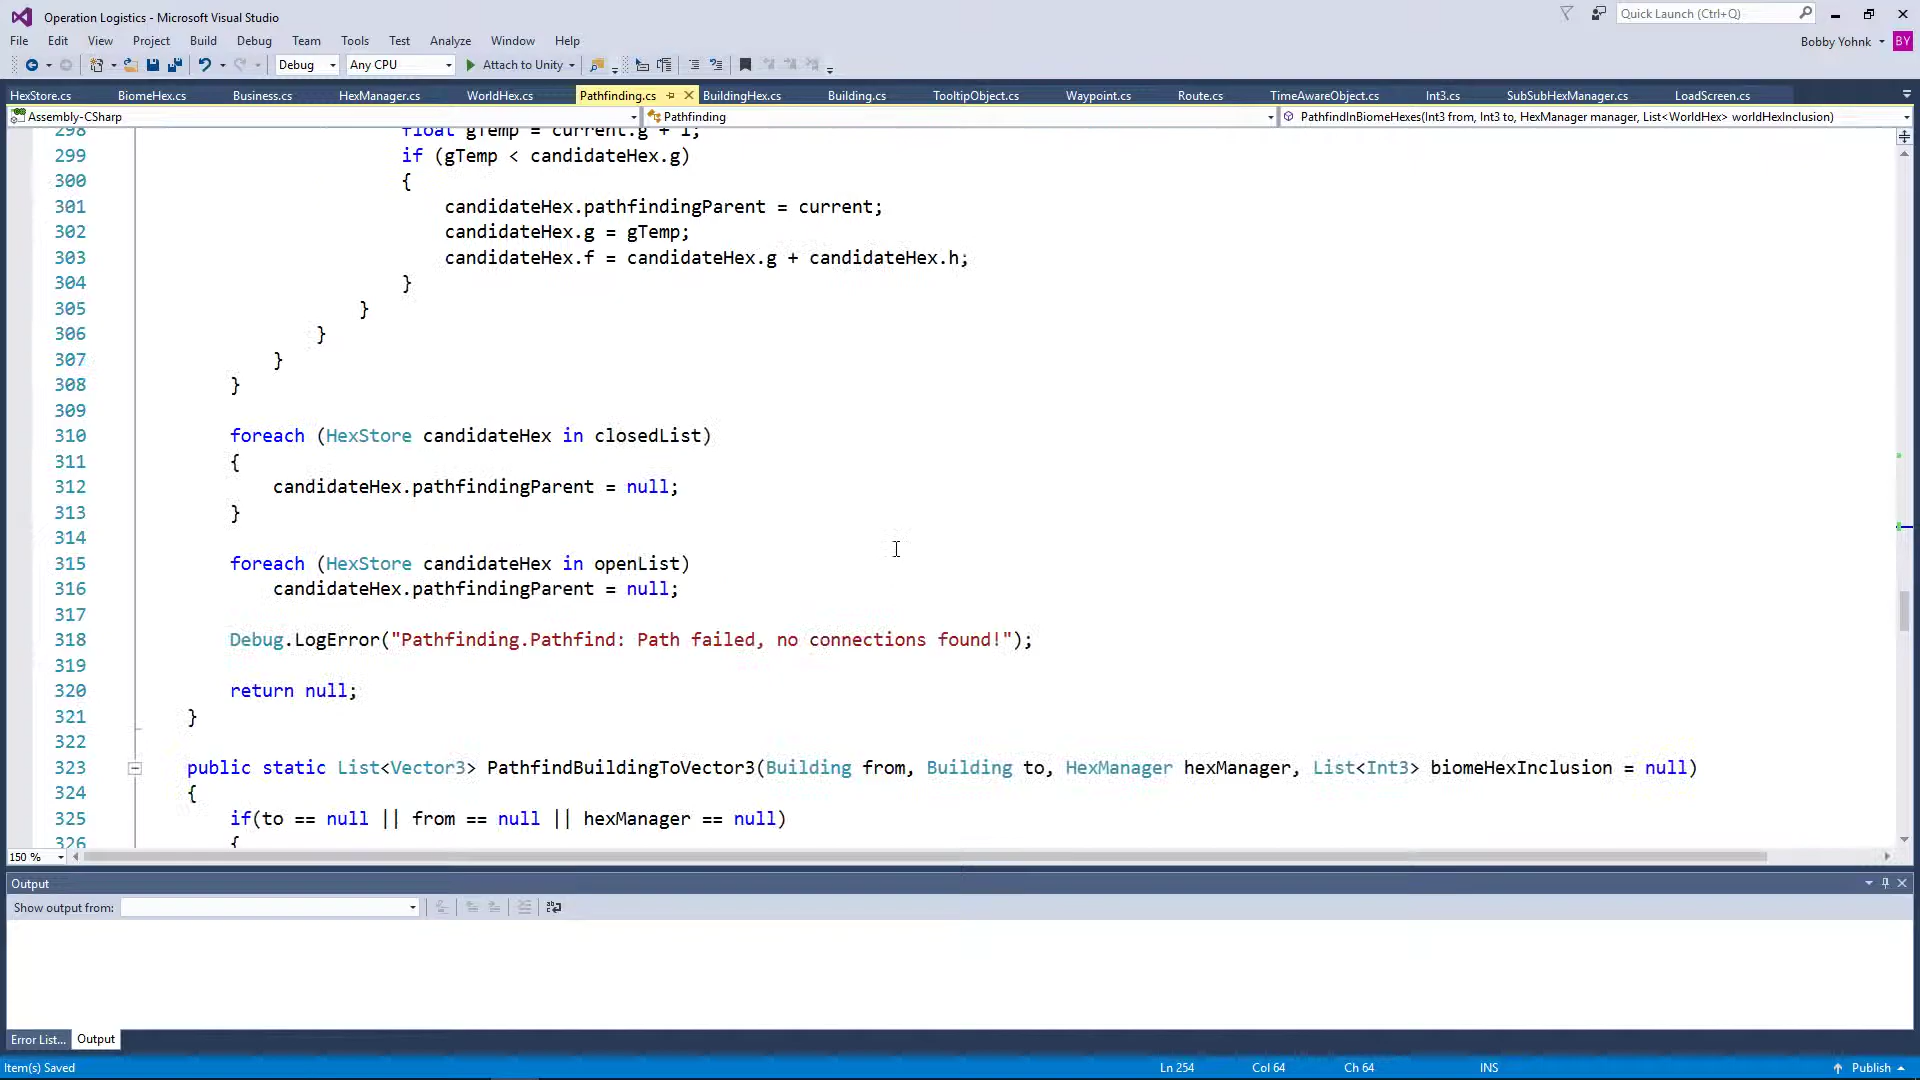 Operation Logistics - Microsoft Visual Studio
Quick Launch (Ctrl+Q)
File Edit View Project Build Debug Team Tools Test Analyze Window Help
Bobby Yohnk BY
Debug Any CPU Attach to Unity
HexStore.cs BiomeHex.cs Business.cs HexManager.cs WorldHex.cs Pathfinding.cs BuildingHex.cs Building.cs TooltipObject.cs Waypoint.cs Route.cs TimeAwareObject.cs Int3.cs SubSubHexManager.cs LoadScreen.cs
Assembly-CSharp Pathfinding PathfindInBiomeHexes(Int3 from, Int3 to, HexManager manager, List<WorldHex> worldHexInclusion)
298 float gTemp = current.g + 1;
299 if (gTemp < candidateHex.g)
300 {
301 candidateHex.pathfindingParent = current;
302 candidateHex.g = gTemp;
303 candidateHex.f = candidateHex.g + candidateHex.h;
304 }
305 }
306 }
307 }
308 }
309
310 foreach (HexStore candidateHex in closedList)
311 {
312 candidateHex.pathfindingParent = null;
313 }
314
315 foreach (HexStore candidateHex in openList)
316 candidateHex.pathfindingParent = null;
317
318 Debug.LogError("Pathfinding.Pathfind: Path failed, no connections found!");
319
320 return null;
321 }
322
323 public static List<Vector3> PathfindBuildingToVector3(Building from, Building to, HexManager hexManager, List<Int3> biomeHexInclusion = null)
324 {
325 if(to == null || from == null || hexManager == null)
326 {
150 %
Output
Show output from:
Error List... Output
Item(s) Saved Ln 254 Col 64 Ch 64 INS Publish